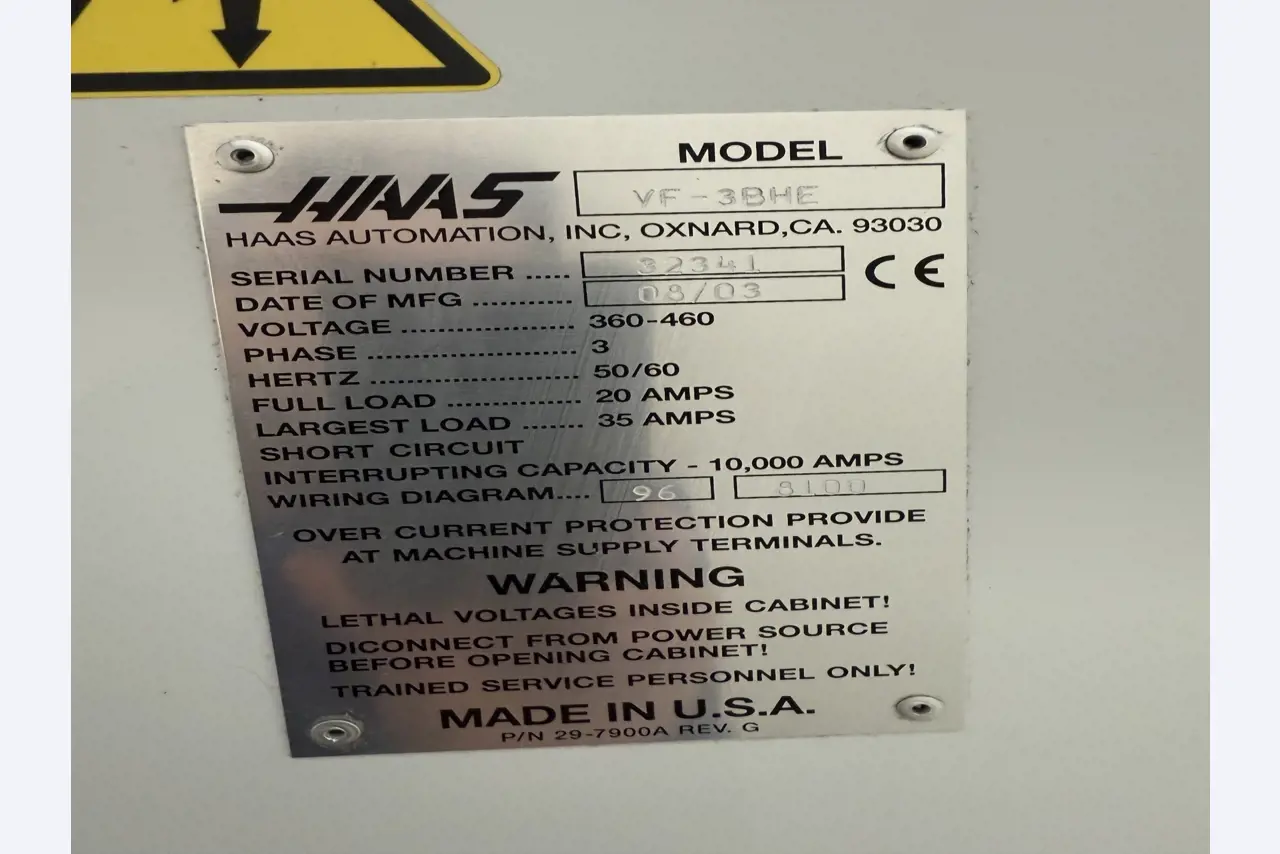 MODEL
HAAS VF-3BHE
HAAS AUTOMATION, INC, OXNARD,CA. 93030
SERIAL NUMBER ..... 32341
CE
DATE OF MFG ............ 08/03
VOLTAGE ..................... 360-460
PHASE ......................... 3
HERTZ ......................... 50/60
FULL LOAD ................ 20 AMPS
LARGEST LOAD ....... 35 AMPS
SHORT CIRCUIT
INTERRUPTING CAPACITY - 10,000 AMPS
WIRING DIAGRAM.... 96 8100
OVER CURRENT PROTECTION PROVIDE
AT MACHINE SUPPLY TERMINALS.
WARNING
LETHAL VOLTAGES INSIDE CABINET!
DICONNECT FROM POWER SOURCE
BEFORE OPENING CABINET!
TRAINED SERVICE PERSONNEL ONLY!
MADE IN U.S.A.
P/N 29-7900A REV. G